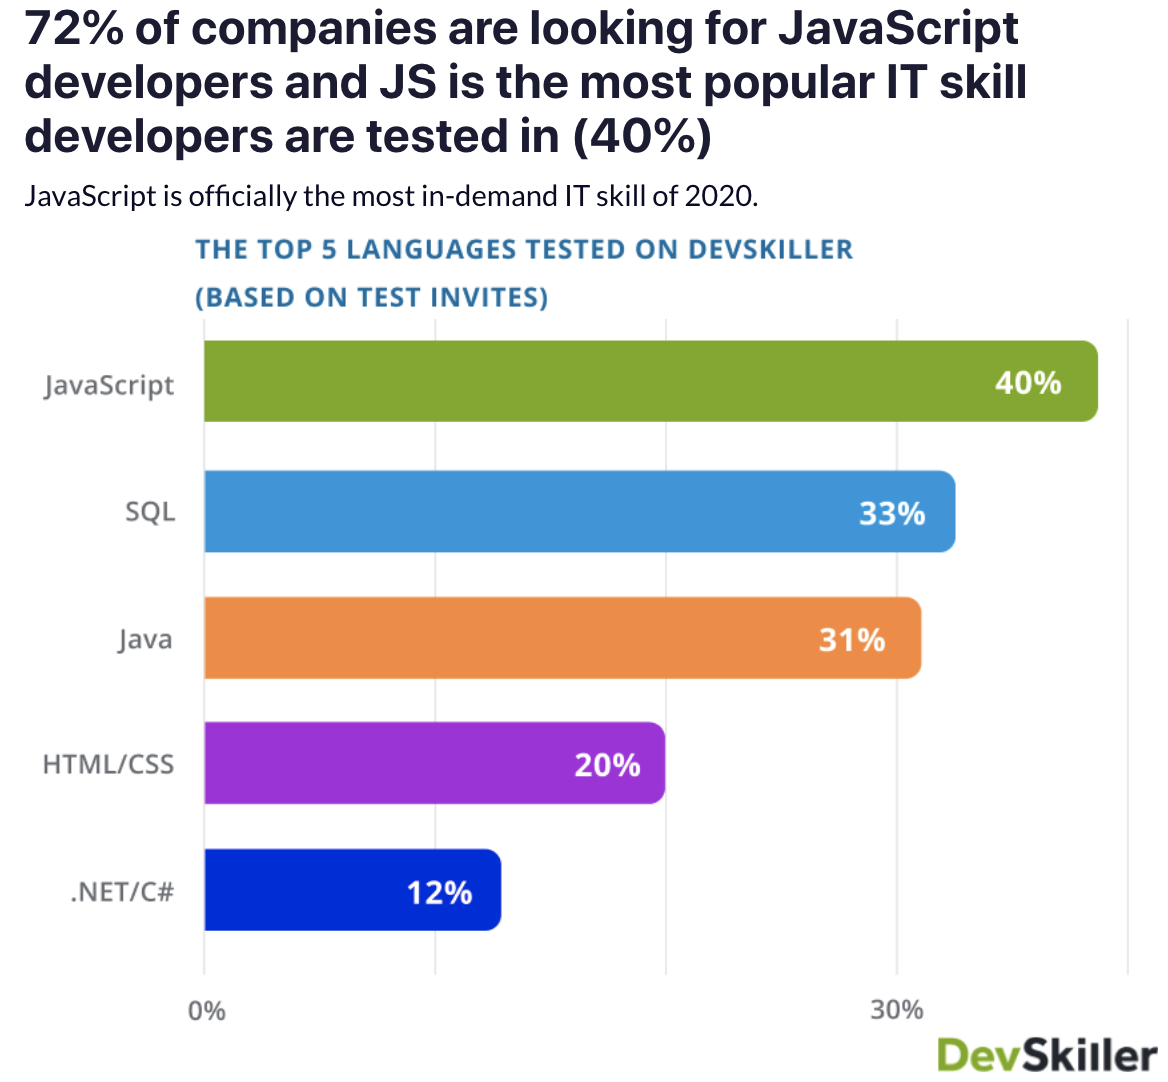 72% of companies are looking for JavaScript
developers and JS is the most popular IT skill
developers are tested in (40%)
JavaScript is officially the most in-demand IT skill of 2020.
THE TOP 5 LANGUAGES TESTED ON DEVSKILLER
(BASED ON TEST INVITES)
JavaScript 40%
SQL 33%
Java 31%
HTML/CSS 20%
.NET/C# 12%
0% 30%
DevSkiller